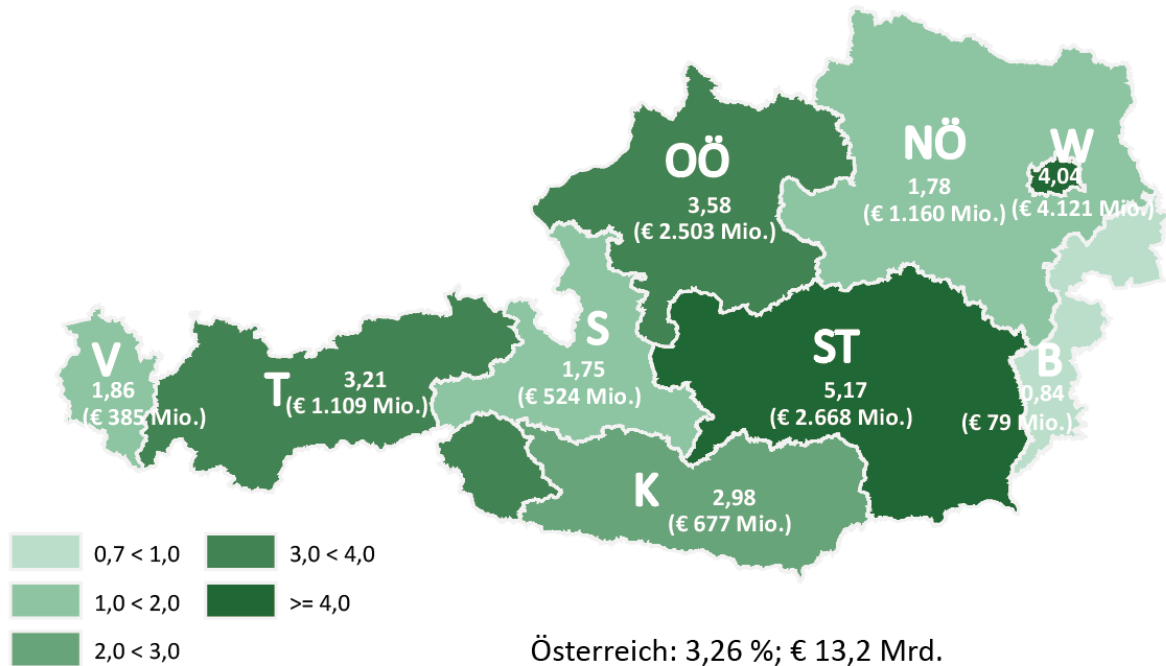 OÖ
3,58
(€ 2.503 Mio.)
NÖ
1,78
(€ 1.160 Mio.)
W
4,04
(€ 4.121 Mio.)
V
1,86
(€ 385 Mio.)
T
3,21
(€ 1.109 Mio.)
S
1,75
(€ 524 Mio.)
ST
5,17
(€ 2.668 Mio.)
B
0,84
(€ 79 Mio.)
K
2,98
(€ 677 Mio.)
0,7 < 1,0
1,0 < 2,0
2,0 < 3,0
3,0 < 4,0
>= 4,0
Österreich: 3,26 %; € 13,2 Mrd.